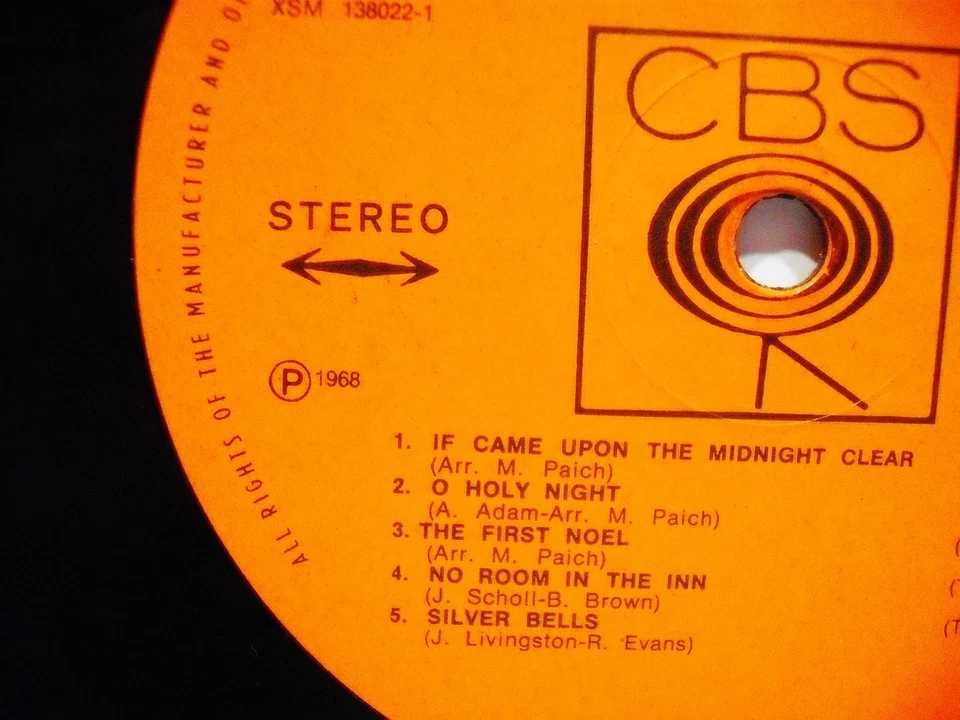 XSM 138022-1
CBS
STEREO
P 1968
1. IF CAME UPON THE MIDNIGHT CLEAR
(Arr. M. Paich)
2. O HOLY NIGHT
(A. Adam-Arr. M. Paich)
3. THE FIRST NOEL
(Arr. M. Paich)
4. NO ROOM IN THE INN
(J. Scholl-B. Brown)
5. SILVER BELLS
(J. Livingston-R. Evans)
ALL RIGHTS OF THE MANUFACTURER AND